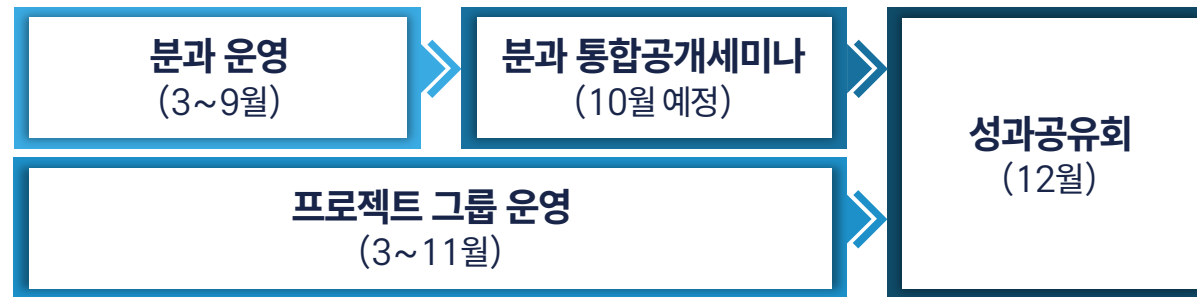 분과 운영
(3~9월)
분과 통합공개세미나
(10월 예정)
프로젝트 그룹 운영
(3~11월)
성과공유회
(12월)